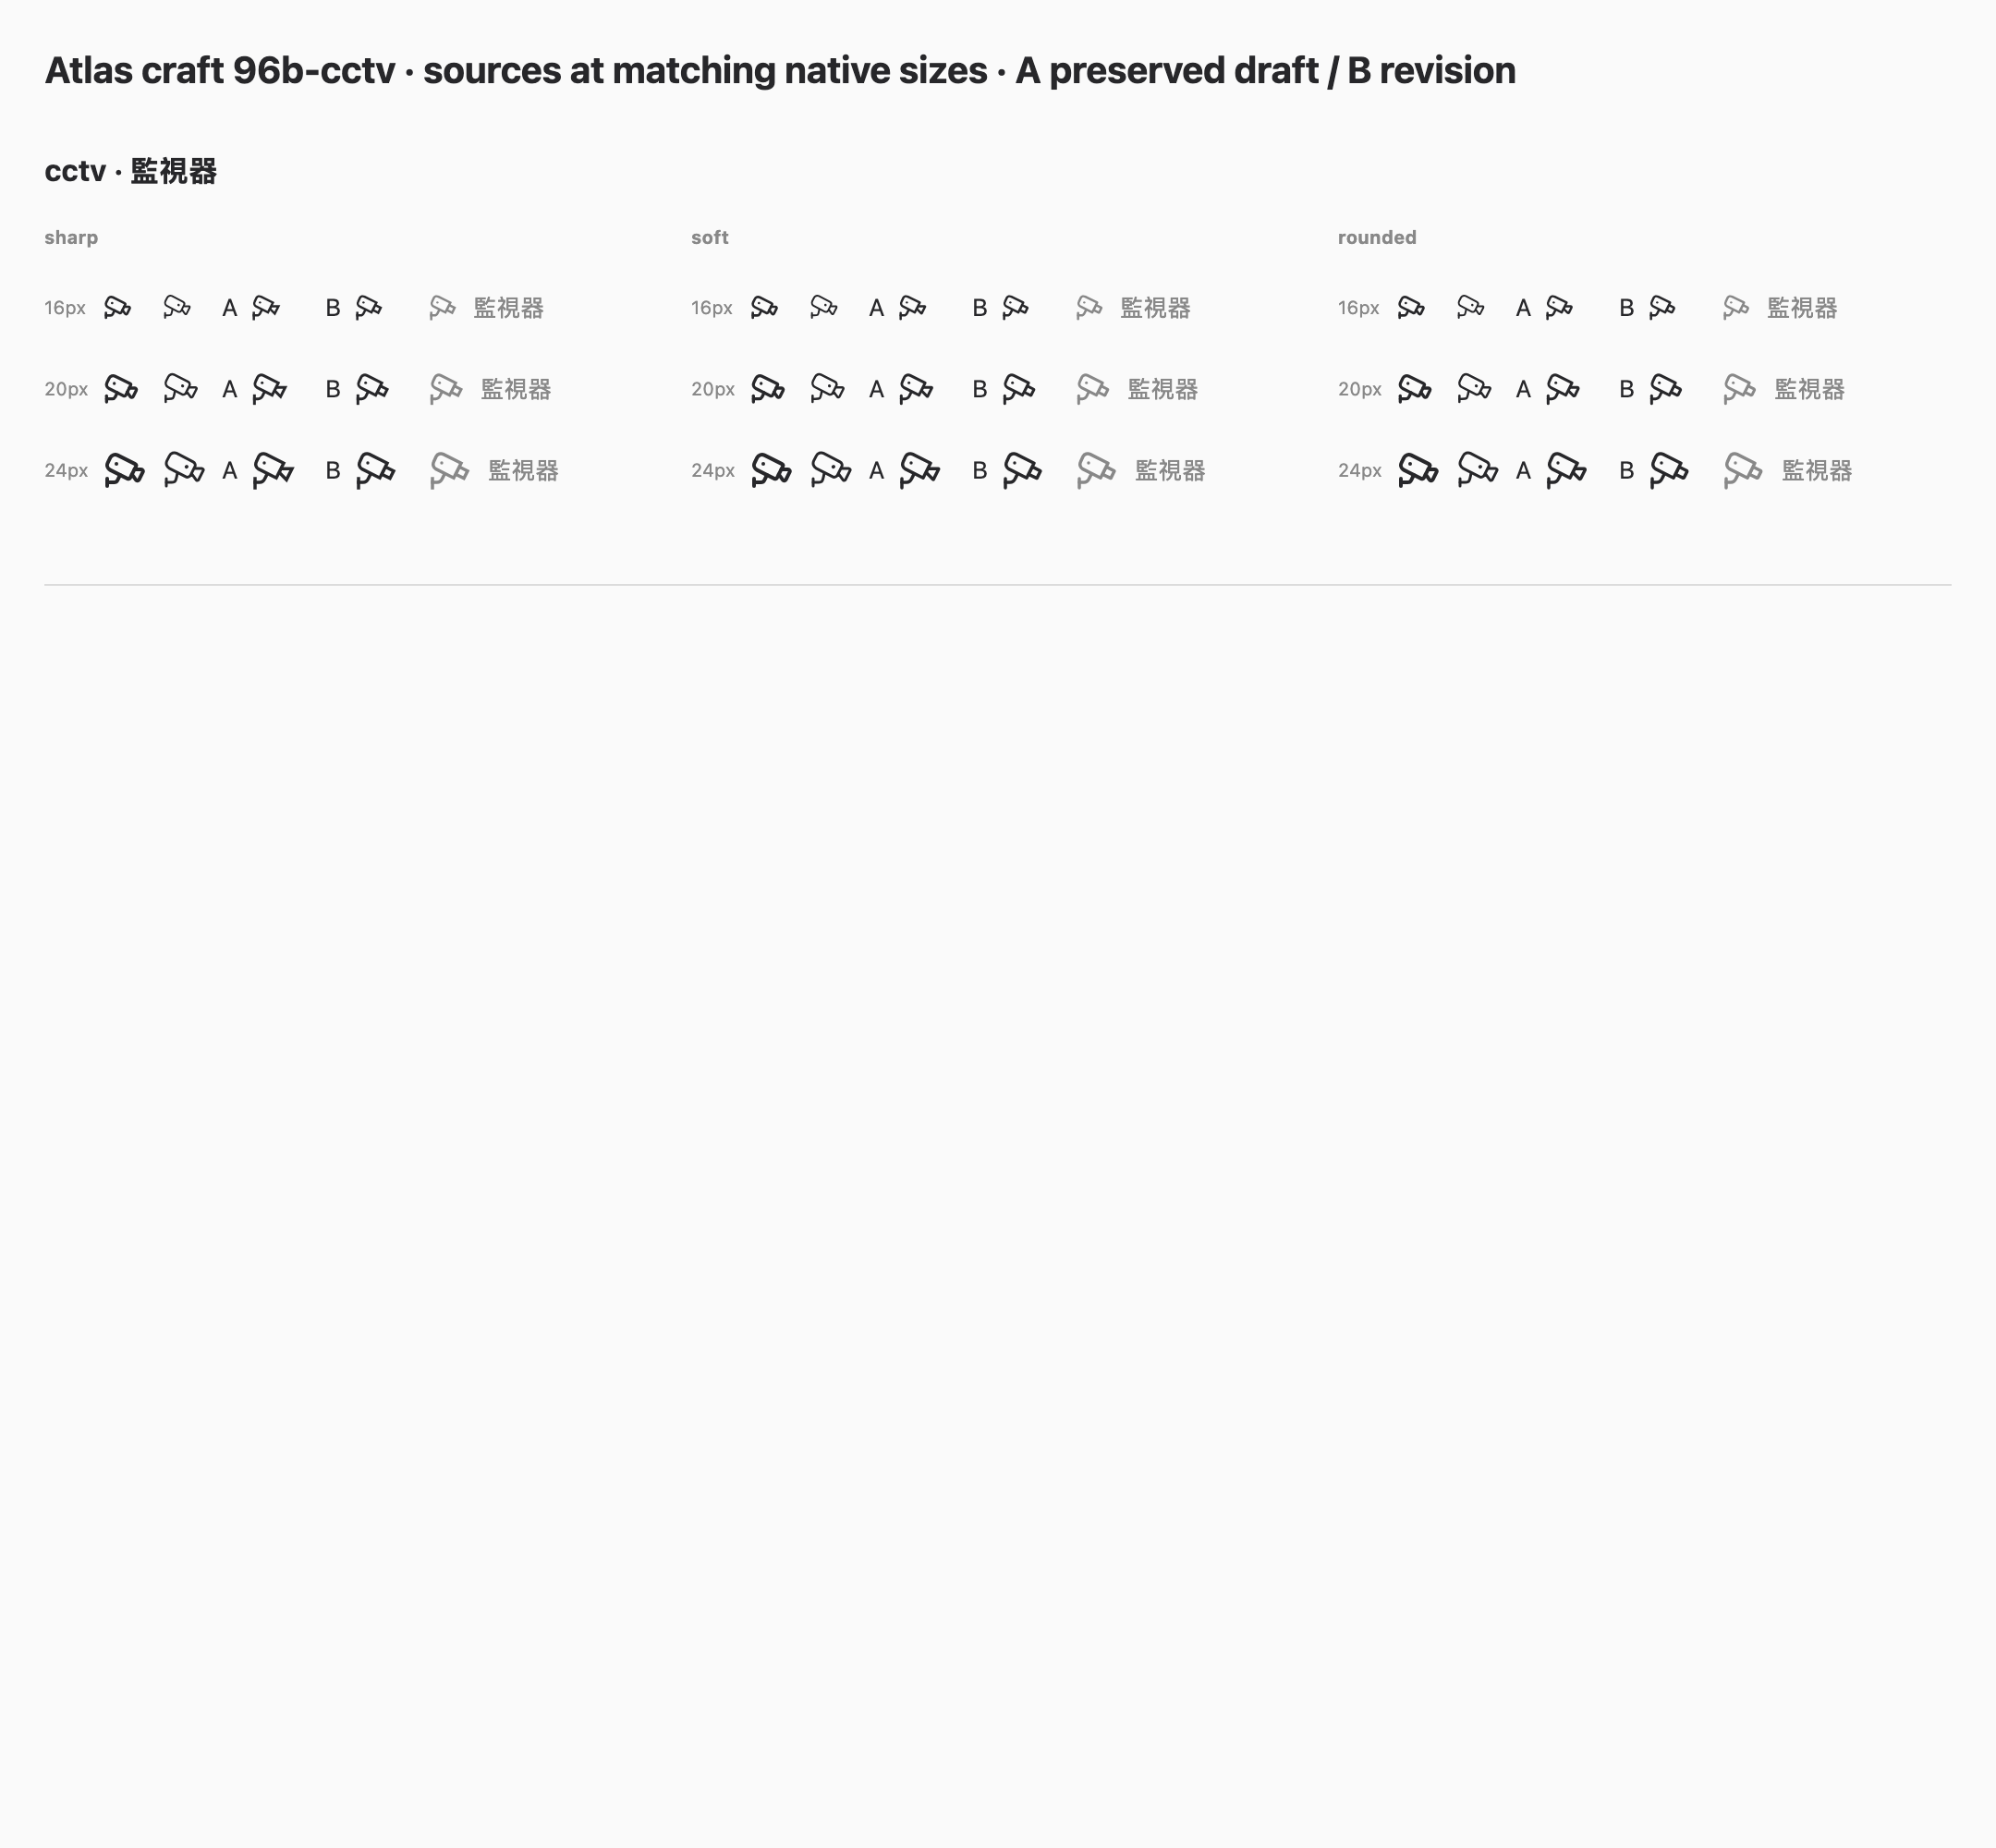 Atlas craft 96b-cctv · sources at matching native sizes · A preserved draft / B revision
cctv · 監視器
sharp soft rounded
16px A B 監視器 16px A B 監視器 16px A B 監視器
20px A B 監視器 20px A B 監視器 20px A B 監視器
24px A B 監視器 24px A B 監視器 24px A B 監視器